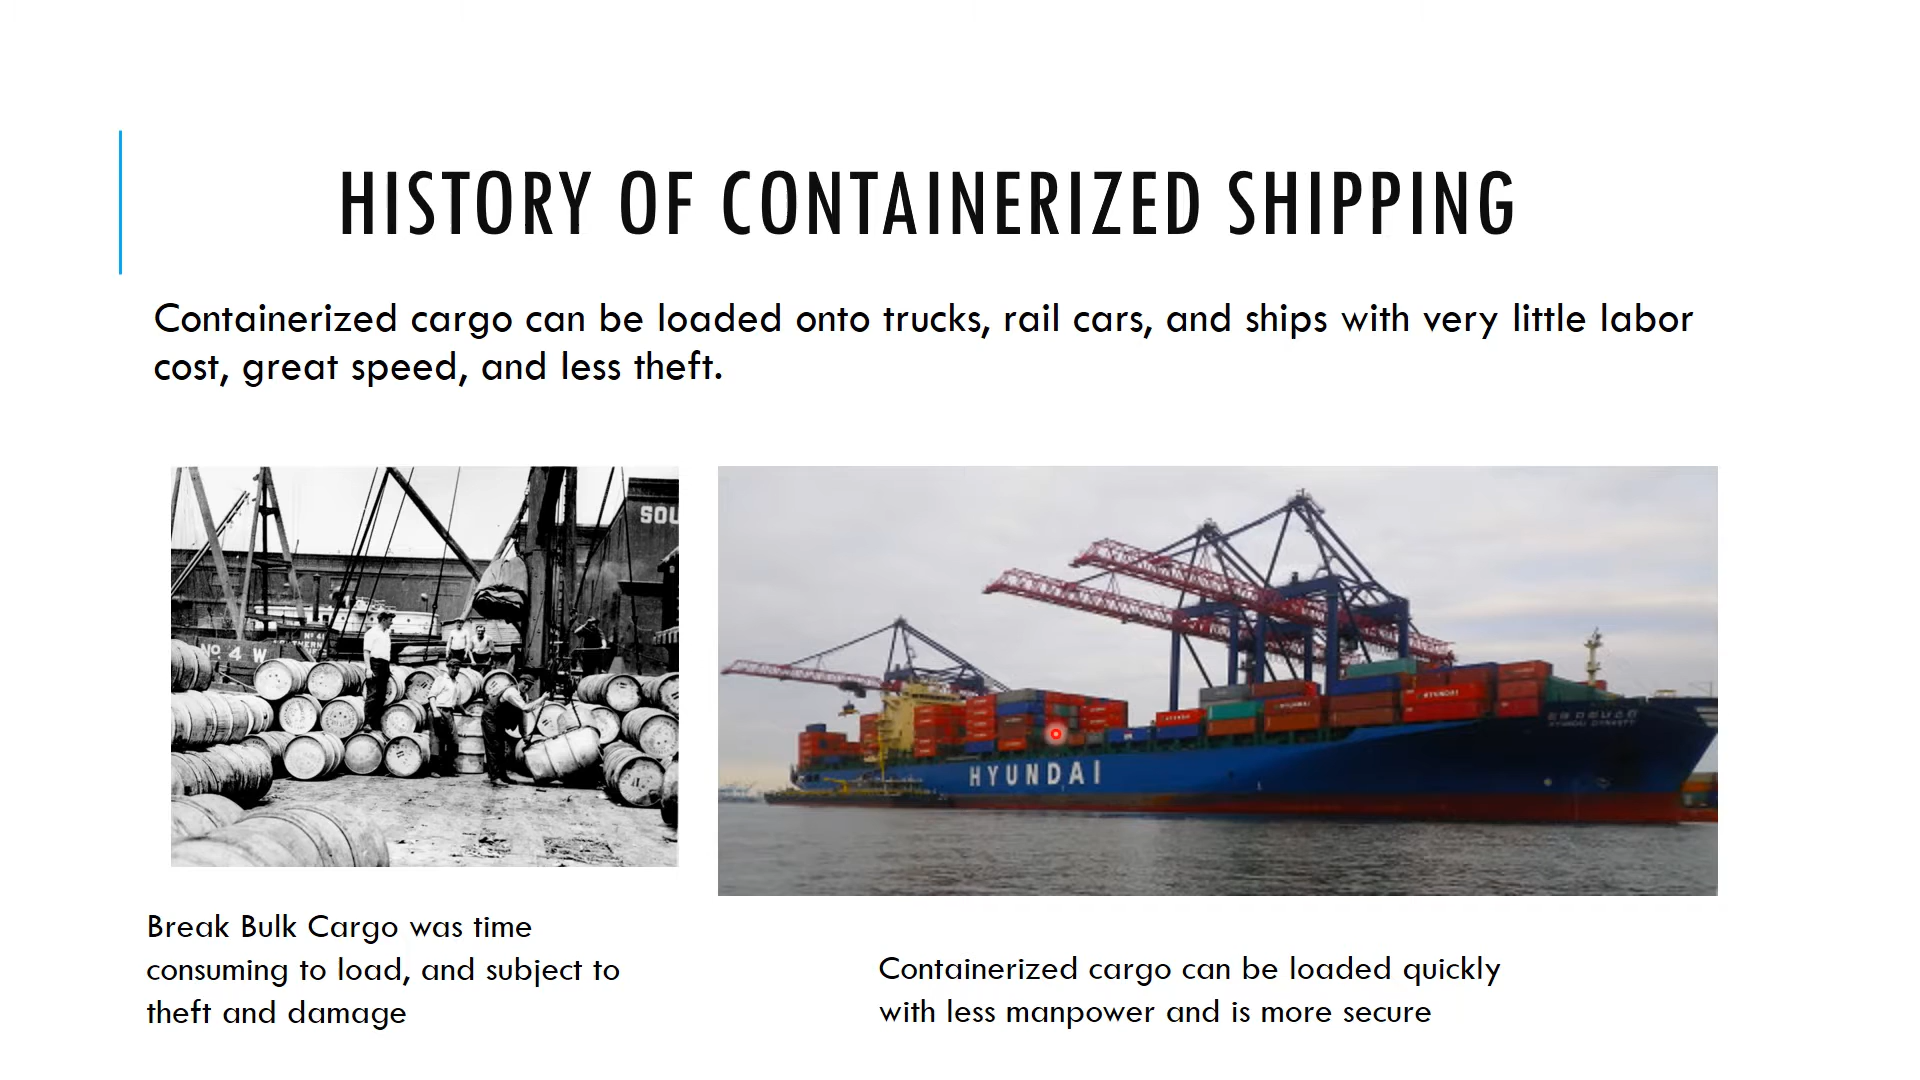 HISTORY OF CONTAINERIZED SHIPPING
Containerized cargo can be loaded onto trucks, rail cars, and ships with very little labor
cost, great speed, and less theft.
SOU
No 4 W
HYUNDAI
HYUNDAI
Break Bulk Cargo was time
consuming to load, and subject to
theft and damage
Containerized cargo can be loaded quickly
with less manpower and is more secure